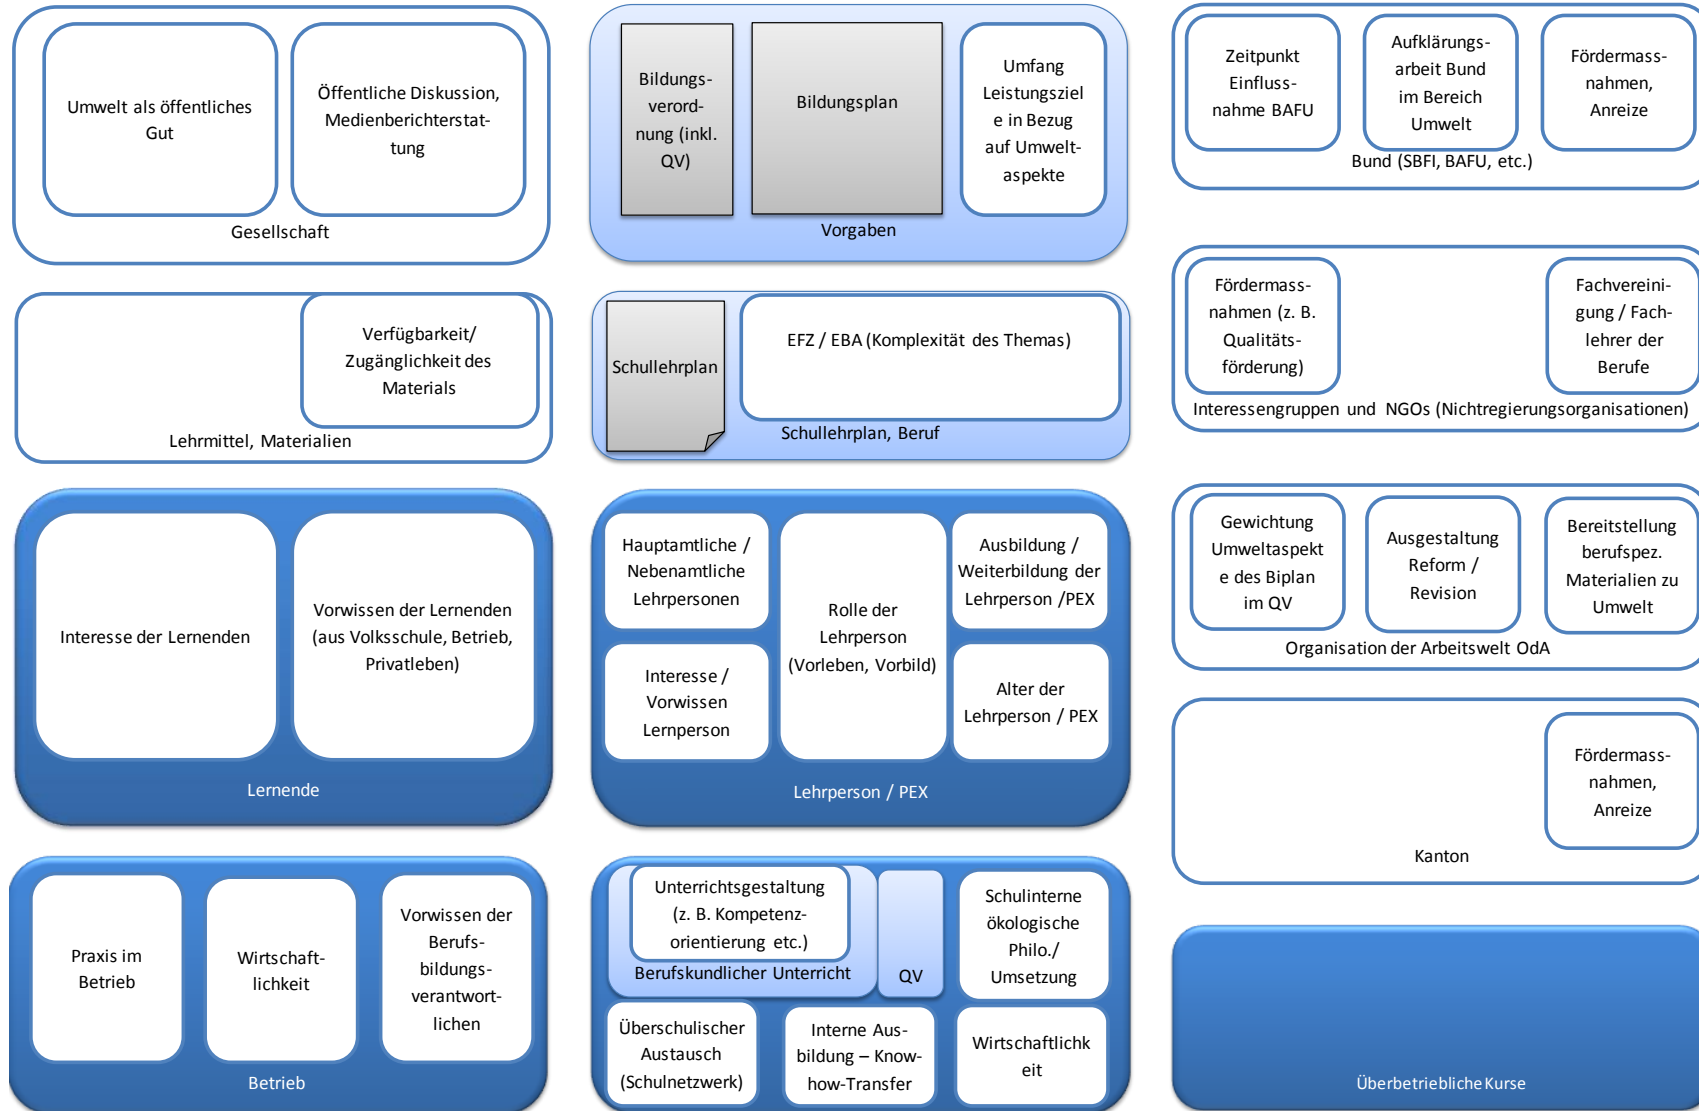 Umwelt als öffentliches
Gut
Öffentliche Diskussion,
Medienberichterstat-
tung
Gesellschaft
Bildungs-
verord-
nung (inkl.
QV)
Bildungsplan
Umfang
Leistungsziel
e in Bezug
auf Umwelt-
aspekte
Vorgaben
Zeitpunkt
Einfluss-
nahme BAFU
Aufklärungs-
arbeit Bund
im Bereich
Umwelt
Fördermass-
nahmen,
Anreize
Bund (SBFI, BAFU, etc.)
Verfügbarkeit/
Zugänglichkeit des
Materials
Lehrmittel, Materialien
Schullehrplan
EFZ / EBA (Komplexität des Themas)
Schullehrplan, Beruf
Fördermass-
nahmen (z. B.
Qualitäts-
förderung)
Fachvereini-
gung / Fach-
lehrer der
Berufe
Interessengruppen und NGOs (Nichtregierungsorganisationen)
Interesse der Lernenden
Vorwissen der Lernenden
(aus Volksschule, Betrieb,
Privatleben)
Lernende
Hauptamtliche /
Nebenamtliche
Lehrpersonen
Interesse /
Vorwissen
Lernperson
Rolle der
Lehrperson
(Vorleben, Vorbild)
Ausbildung /
Weiterbildung der
Lehrperson /PEX
Alter der
Lehrperson / PEX
Lehrperson / PEX
Gewichtung
Umweltaspekt
e des Biplan
im QV
Ausgestaltung
Reform /
Revision
Bereitstellung
berufspez.
Materialien zu
Umwelt
Organisation der Arbeitswelt OdA
Fördermass-
nahmen,
Anreize
Kanton
Praxis im
Betrieb
Wirtschaft-
lichkeit
Vorwissen der
Berufs-
bildungs-
verantwort-
lichen
Betrieb
Unterrichtsgestaltung
(z. B. Kompetenz-
orientierung etc.)
Berufskundlicher Unterricht
QV
Schulinterne
ökologische
Philo./
Umsetzung
Überschulischer
Austausch
(Schulnetzwerk)
Interne Aus-
bildung – Know-
how-Transfer
Wirtschaftlichk
eit
Überbetriebliche Kurse